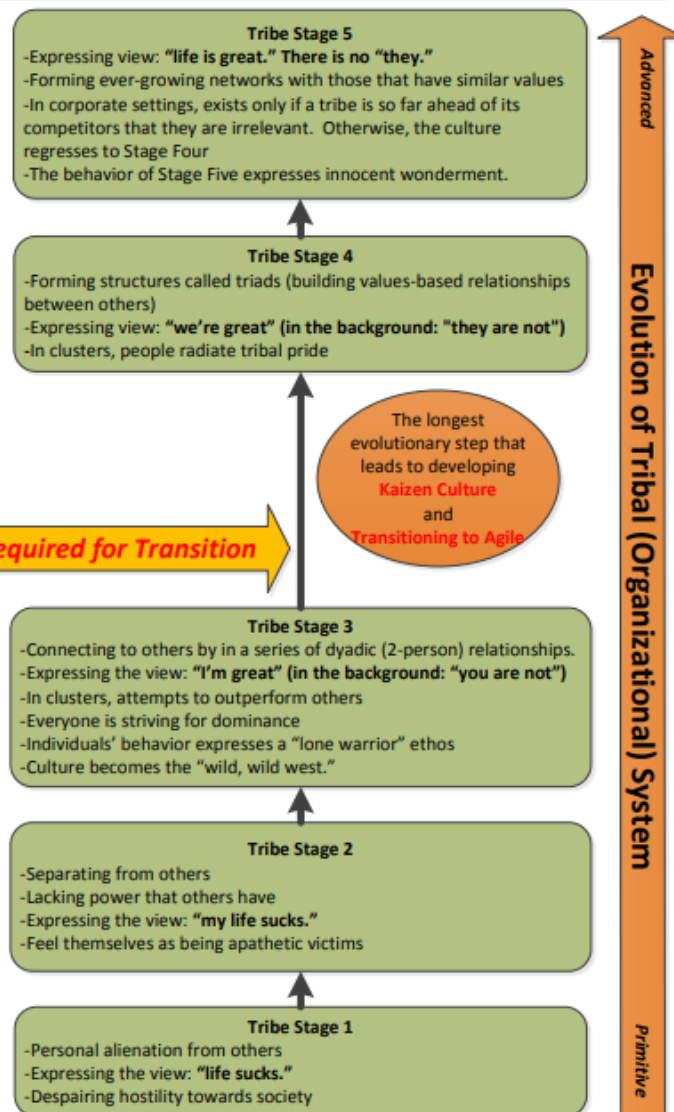 Tribe Stage 5
-Expressing view: “life is great.” There is no “they.”
-Forming ever-growing networks with those that have similar values
-In corporate settings, exists only if a tribe is so far ahead of its
competitors that they are irrelevant.  Otherwise, the culture
regresses to Stage Four
-The behavior of Stage Five expresses innocent wonderment.
Tribe Stage 4
-Forming structures called triads (building values-based relationships
between others)
-Expressing view: “we’re great” (in the background: "they are not")
-In clusters, people radiate tribal pride
The longest
evolutionary step that
leads to developing
Kaizen Culture
and
Transitioning to Agile
equired for Transition
Tribe Stage 3
-Connecting to others by in a series of dyadic (2-person) relationships.
-Expressing the view: “I’m great” (in the background: “you are not”)
-In clusters, attempts to outperform others
-Everyone is striving for dominance
-Individuals’ behavior expresses a “lone warrior” ethos
-Culture becomes the “wild, wild west.”
Tribe Stage 2
-Separating from others
-Lacking power that others have
-Expressing the view: “my life sucks.”
-Feel themselves as being apathetic victims
Tribe Stage 1
-Personal alienation from others
-Expressing the view: “life sucks.”
-Despairing hostility towards society
Advanced
Evolution of Tribal (Organizational) System
Primitive